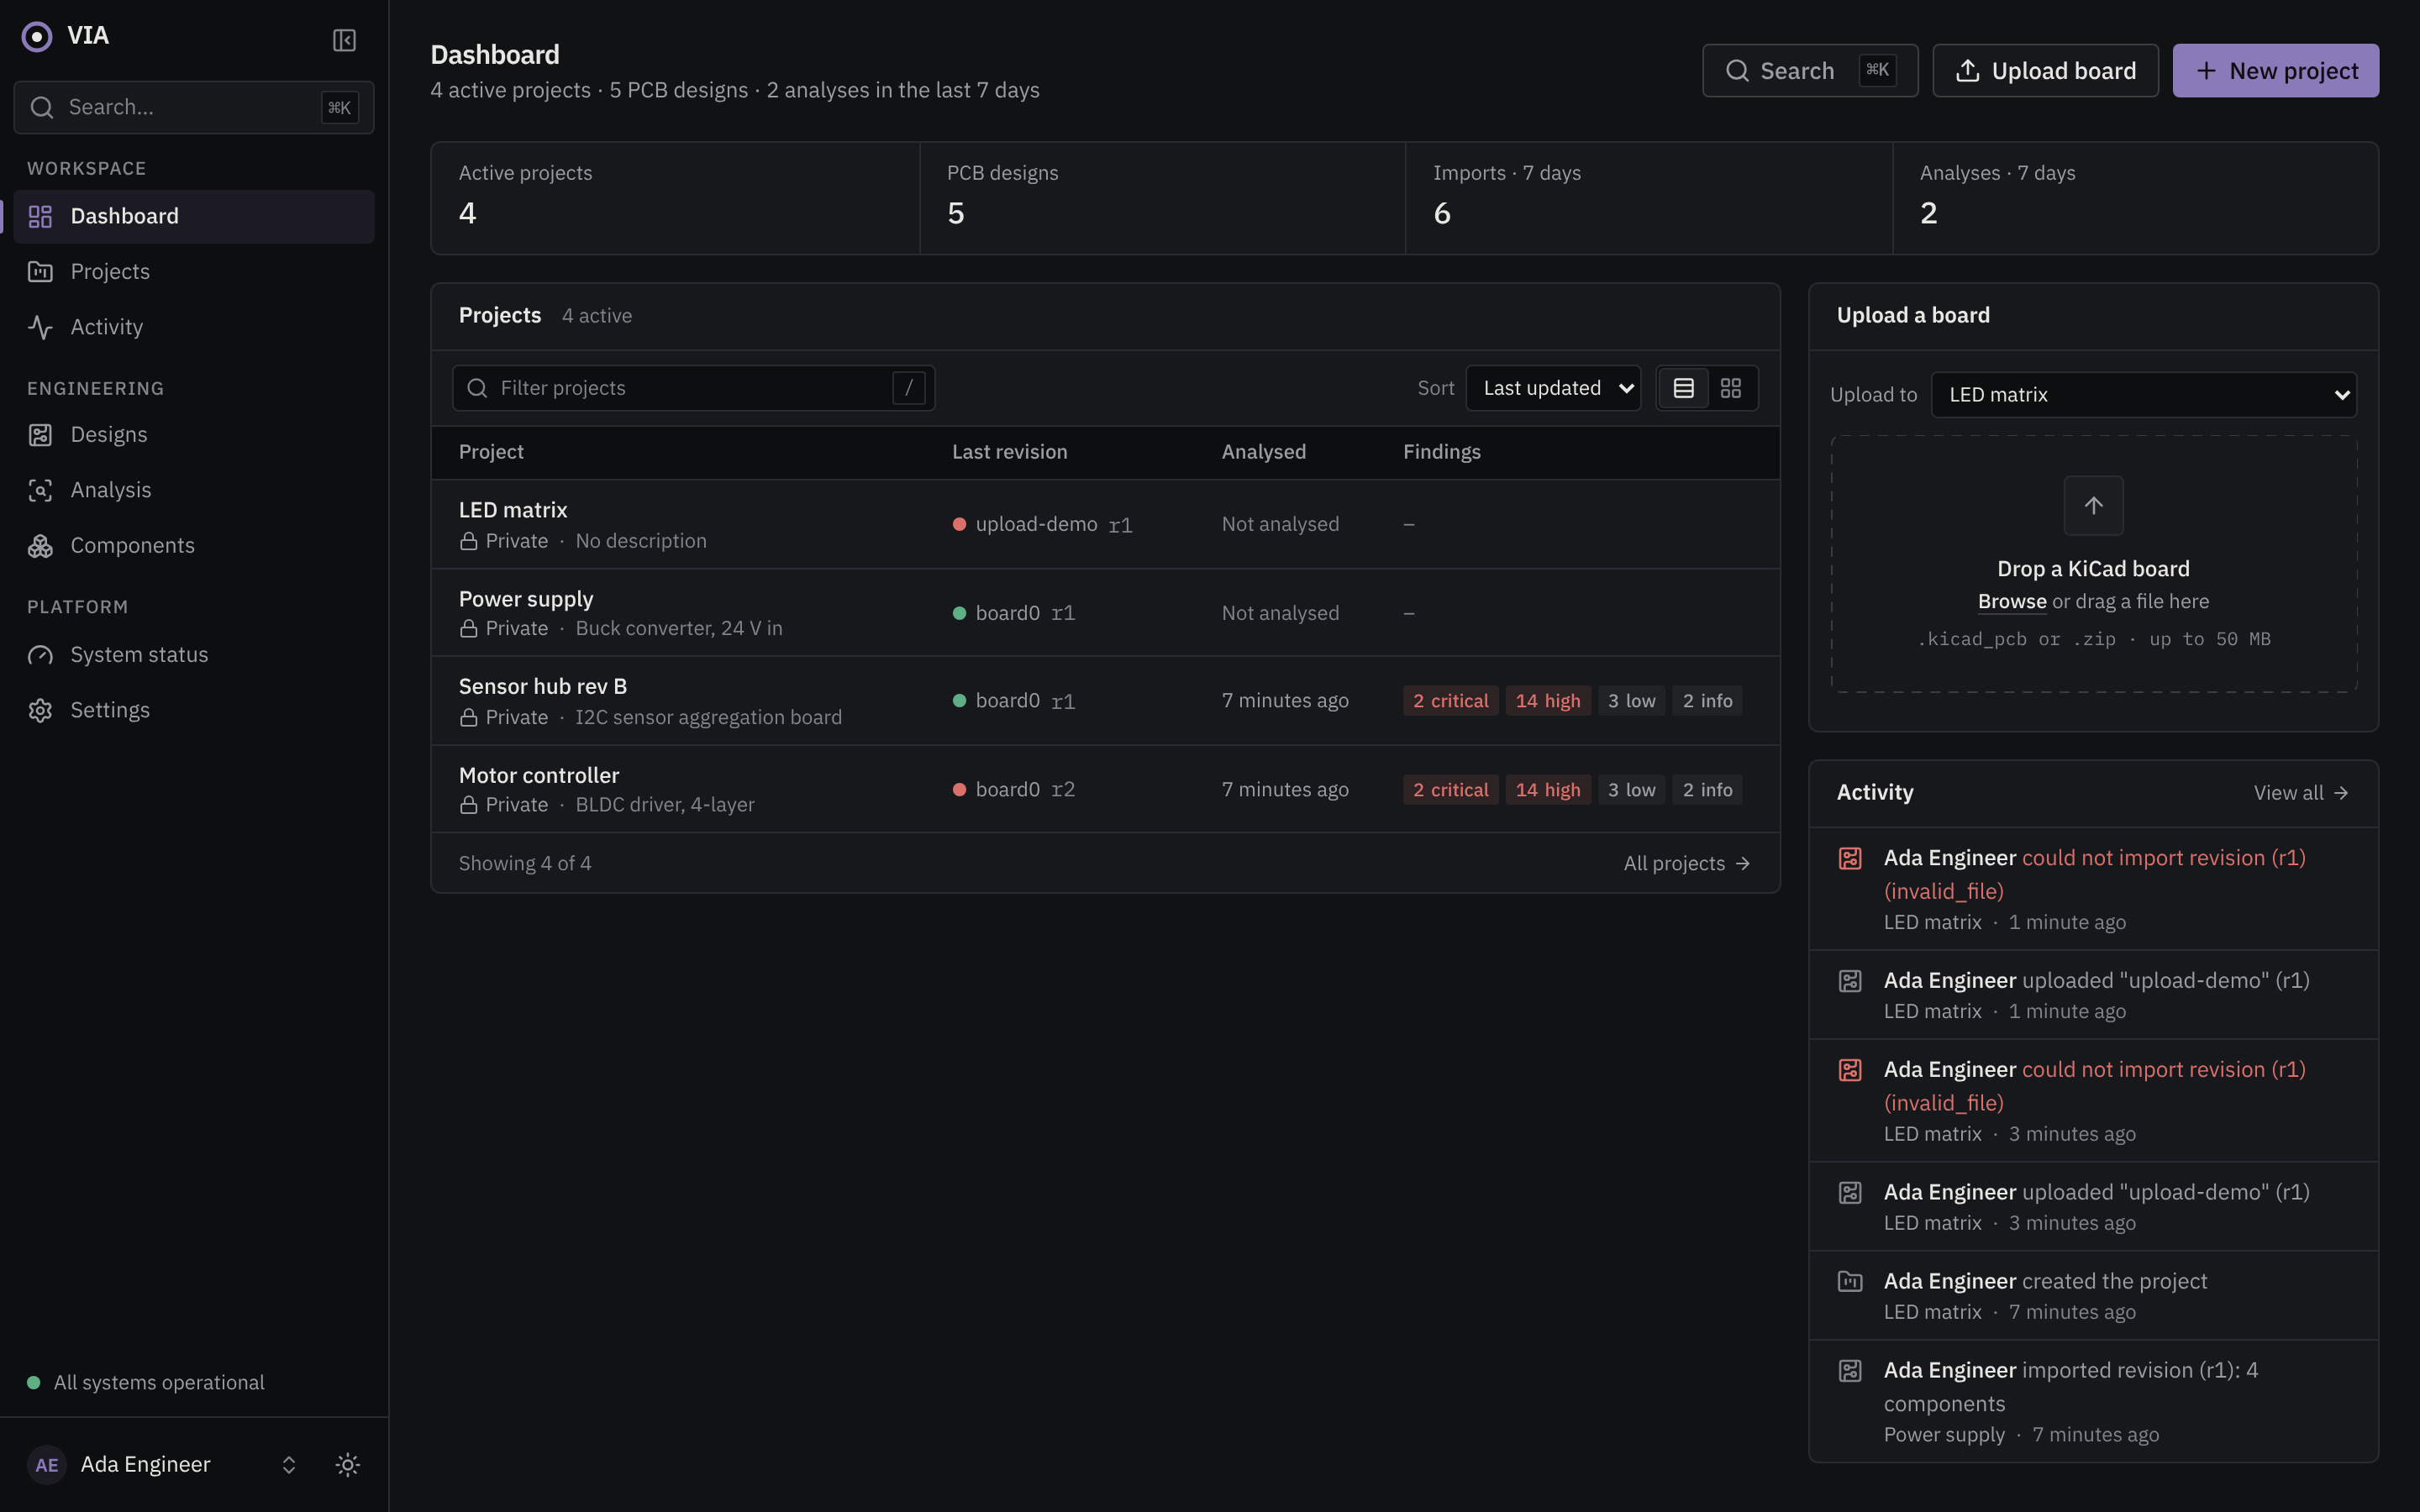 VIA
Search... ⌘K
WORKSPACE
Dashboard
Projects
Activity
ENGINEERING
Designs
Analysis
Components
PLATFORM
System status
Settings
All systems operational
AE Ada Engineer
Dashboard
4 active projects · 5 PCB designs · 2 analyses in the last 7 days
Search ⌘K
Upload board
New project
Active projects
4
PCB designs
5
Imports · 7 days
6
Analyses · 7 days
2
Projects 4 active
Filter projects /
Sort Last updated
Project Last revision Analysed Findings
LED matrix
Private · No description
upload-demo r1
Not analysed
–
Power supply
Private · Buck converter, 24 V in
board0 r1
Not analysed
–
Sensor hub rev B
Private · I2C sensor aggregation board
board0 r1
7 minutes ago
2 critical 14 high 3 low 2 info
Motor controller
Private · BLDC driver, 4-layer
board0 r2
7 minutes ago
2 critical 14 high 3 low 2 info
Showing 4 of 4
All projects →
Upload a board
Upload to LED matrix
Drop a KiCad board
Browse or drag a file here
.kicad_pcb or .zip · up to 50 MB
Activity
View all →
Ada Engineer could not import revision (r1)
(invalid_file)
LED matrix · 1 minute ago
Ada Engineer uploaded "upload-demo" (r1)
LED matrix · 1 minute ago
Ada Engineer could not import revision (r1)
(invalid_file)
LED matrix · 3 minutes ago
Ada Engineer uploaded "upload-demo" (r1)
LED matrix · 3 minutes ago
Ada Engineer created the project
LED matrix · 7 minutes ago
Ada Engineer imported revision (r1): 4
components
Power supply · 7 minutes ago